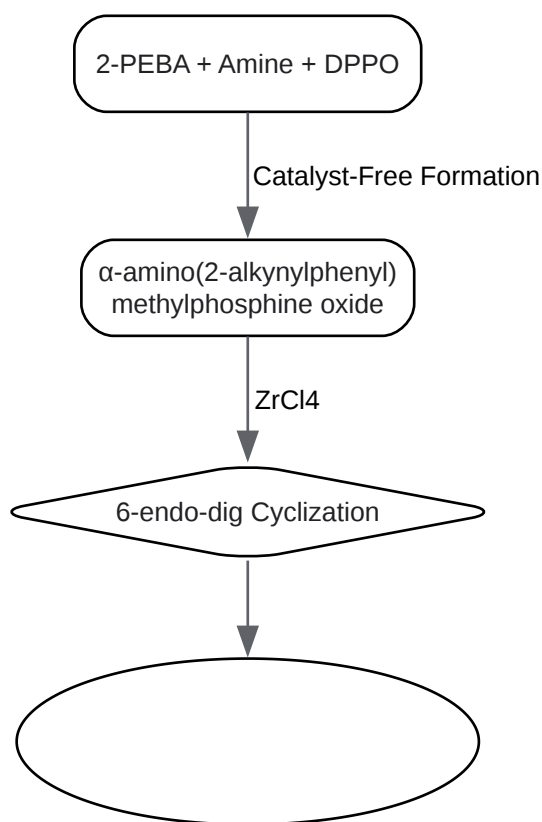 2-PEBA + Amine + DPPO
Catalyst-Free Formation
α-amino(2-alkynylphenyl)
methylphosphine oxide
ZrCl4
6-endo-dig Cyclization